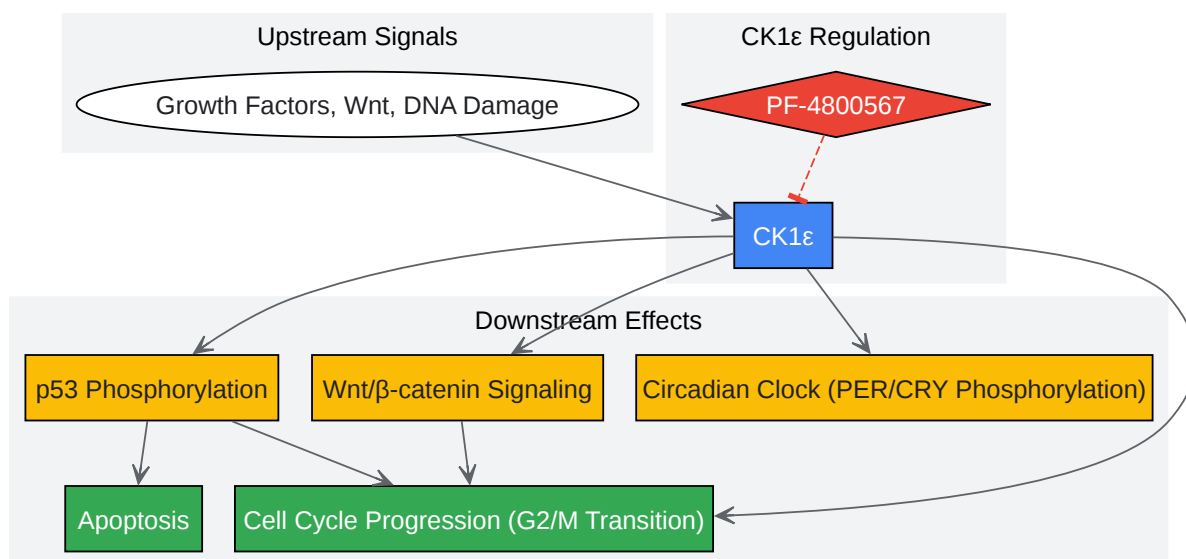 Upstream Signals
CK1ε Regulation
Growth Factors, Wnt, DNA Damage
PF-4800567
CK1ε
Downstream Effects
p53 Phosphorylation
Wnt/β-catenin Signaling
Circadian Clock (PER/CRY Phosphorylation)
Apoptosis
Cell Cycle Progression (G2/M Transition)